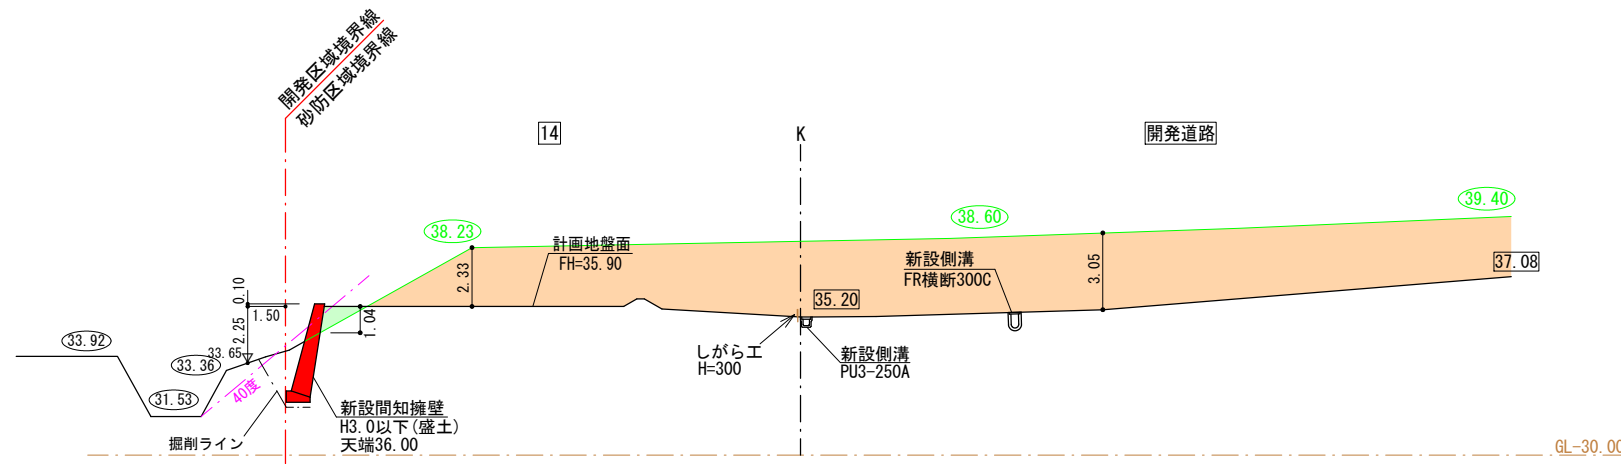 開発区域境界線
砂防区域境界線
14
K
開発道路
38.23
38.60
39.40
計画地盤面
FH=35.90
新設側溝
FR横断300C
37.08
2.33
3.05
35.20
0.10
1.50
2.25
1.04
33.92
33.65
33.36
31.53
40度
しがら工
H=300
新設側溝
PU3-250A
新設間知擁壁
H3.0以下(盛土)
天端36.00
掘削ライン
GL-30.00